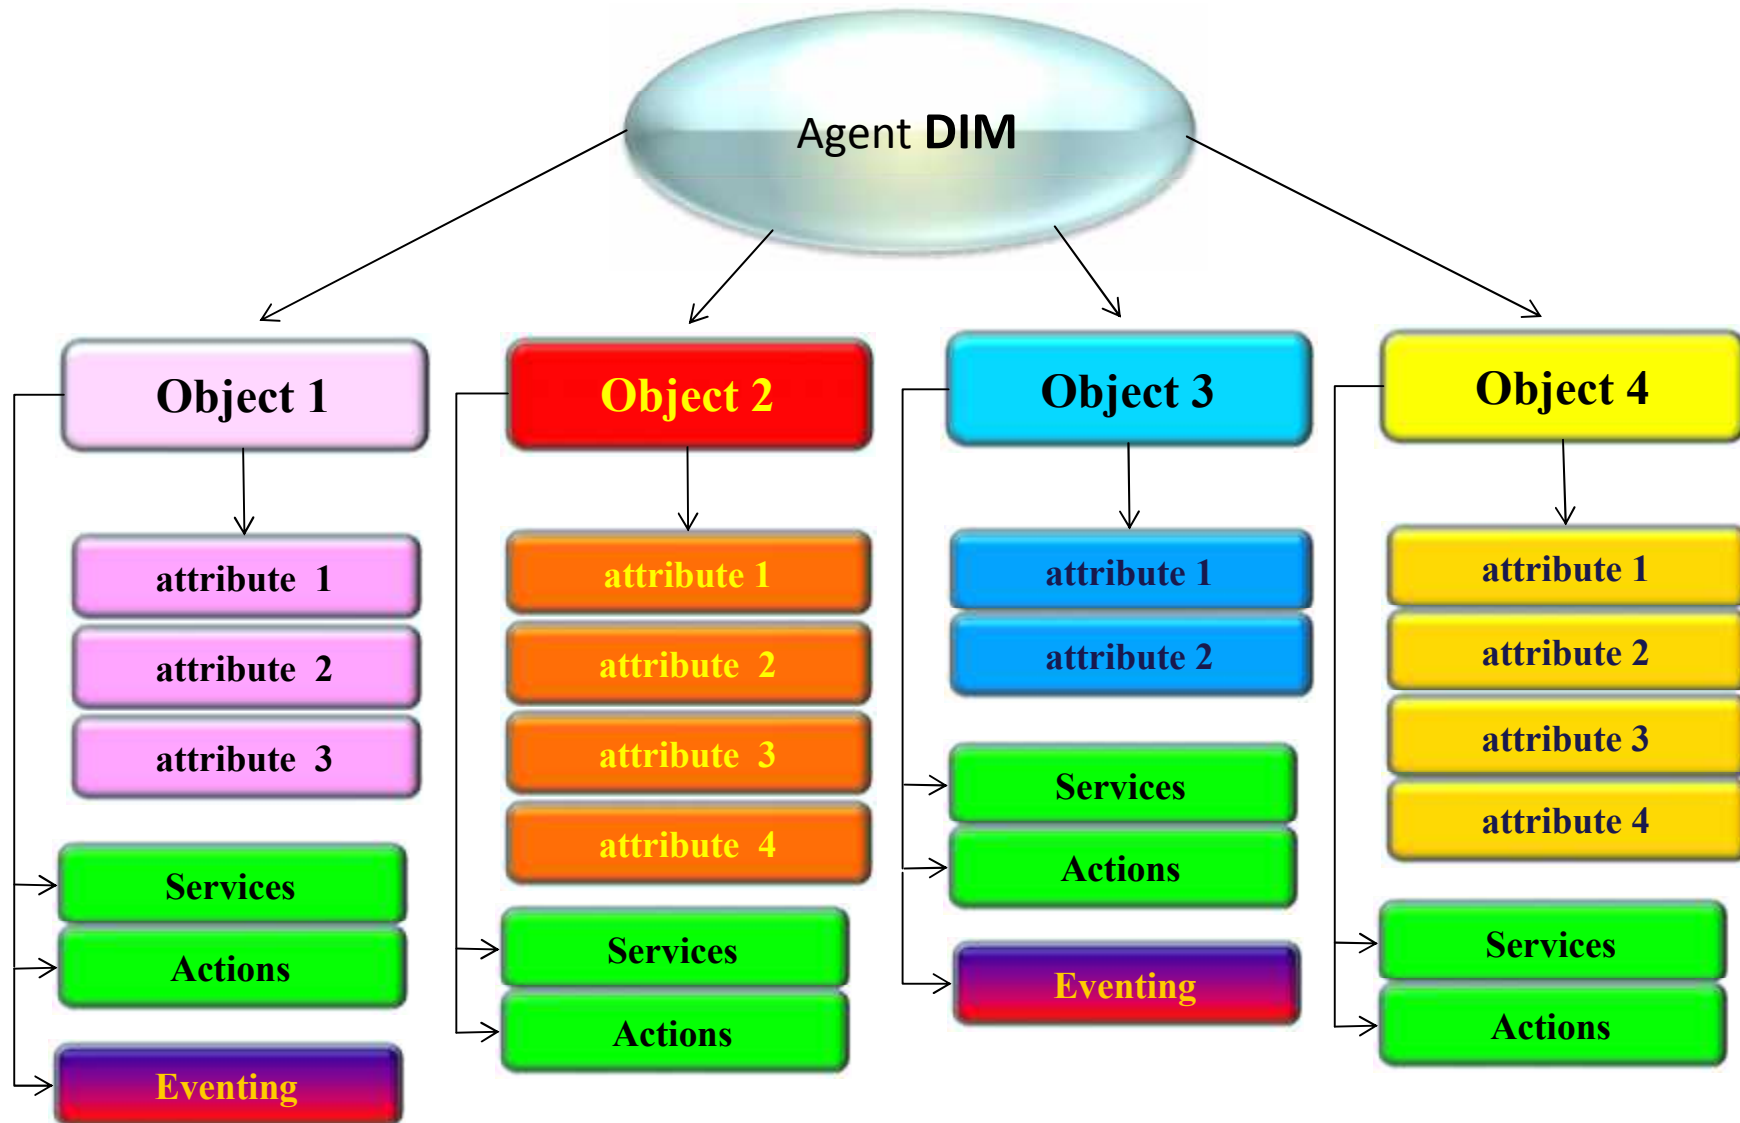 Agent DIM
Object 1
attribute 1
attribute 2
attribute 3
Services
Actions
Eventing
Object 2
attribute 1
attribute 2
attribute 3
attribute 4
Services
Actions
Object 3
attribute 1
attribute 2
Services
Actions
Eventing
Object 4
attribute 1
attribute 2
attribute 3
attribute 4
Services
Actions